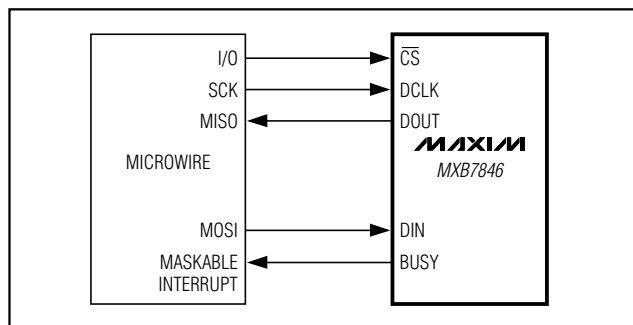 I/O
SCK
MISO
MICROWIRE
MOSI
MASKABLE
INTERRUPT
CS
DCLK
DOUT
MAXIM
MXB7846
DIN
BUSY